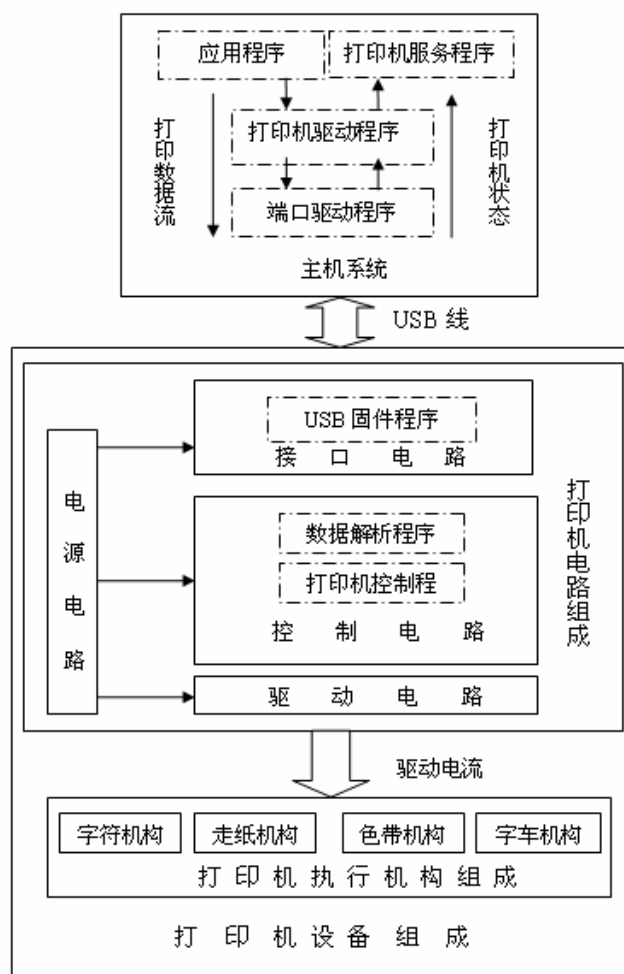 应用程序
打印机服务程序
打印数据流
打印机驱动程序
打印机状态
端口驱动程序
主机系统
USB 线
USB 固件程序
接 口 电 路
电源电路
数据解析程序
打印机控制程
控 制 电 路
打印机电路组成
驱 动 电 路
驱动电流
字符机构 走纸机构 色带机构 字车机构
打 印 机 执 行 机 构 组 成
打 印 机 设 备 组 成